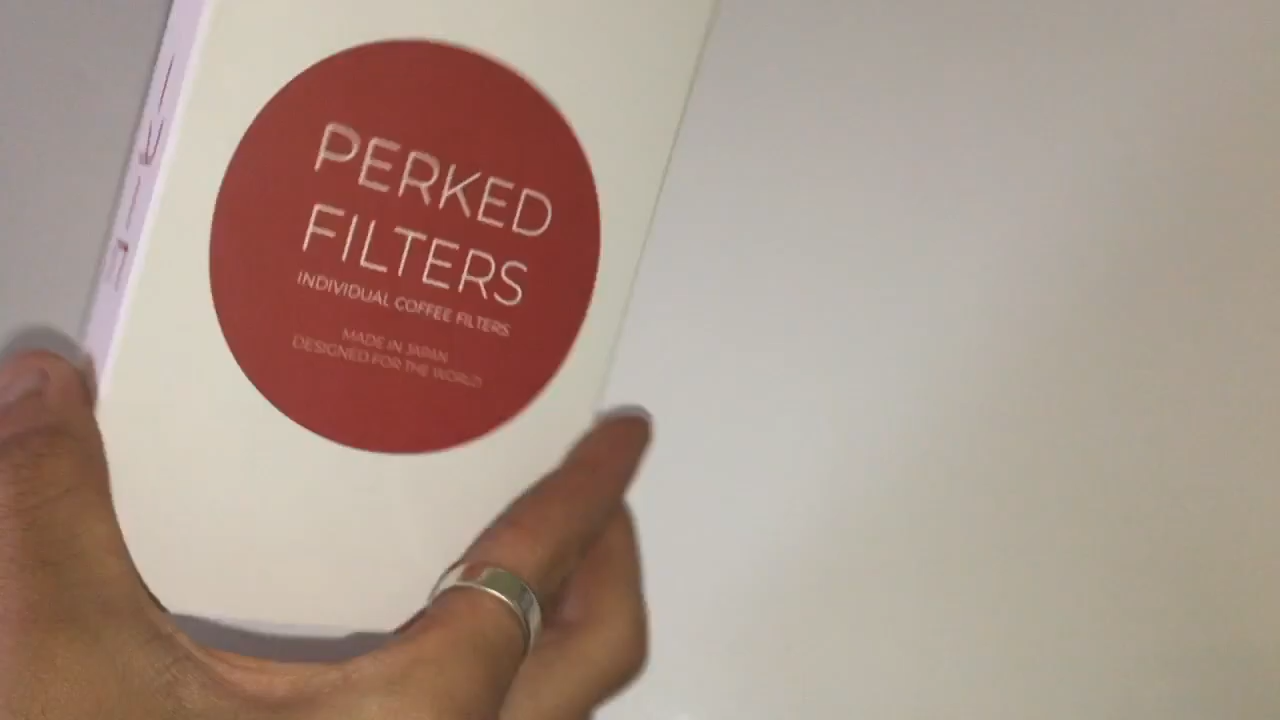 PERKED
FILTERS
INDIVIDUAL COFFEE FILTERS
MADE IN JAPAN
DESIGNED FOR THE WORLD